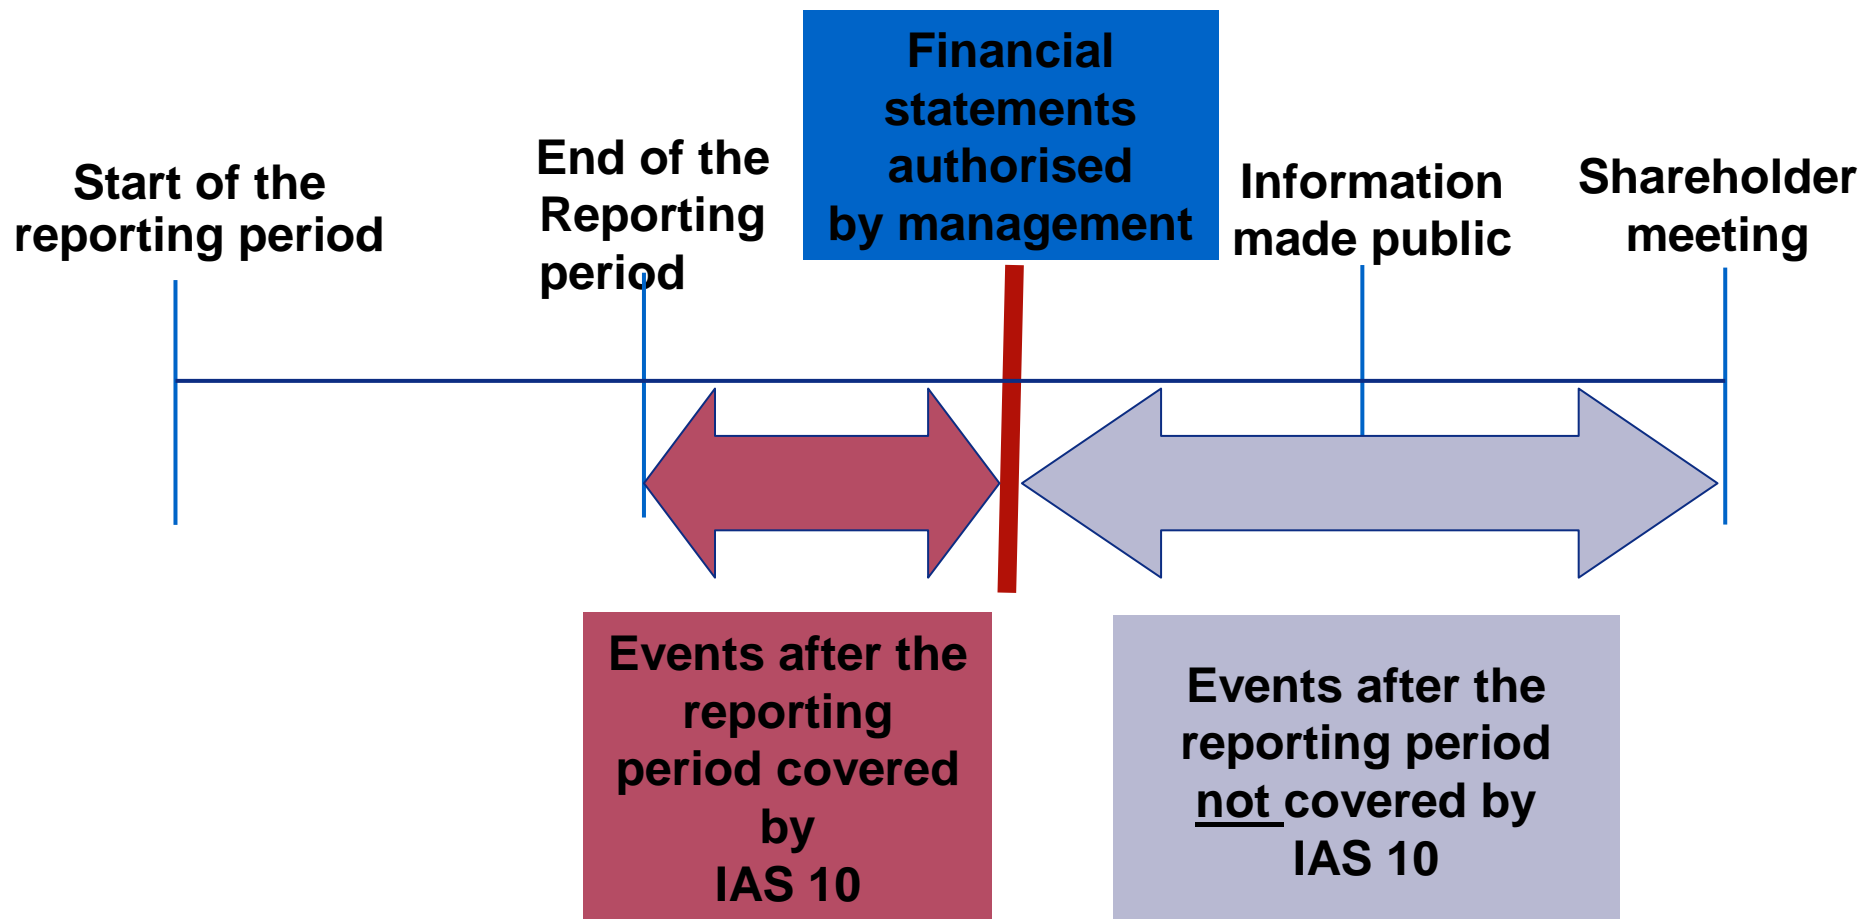 Start of the
reporting period
End of the
Reporting
period
Financial
statements
authorised
by management
Information
made public
Shareholder
meeting
Events after the
reporting
period covered
by
IAS 10
Events after the
reporting period
not covered by
IAS 10